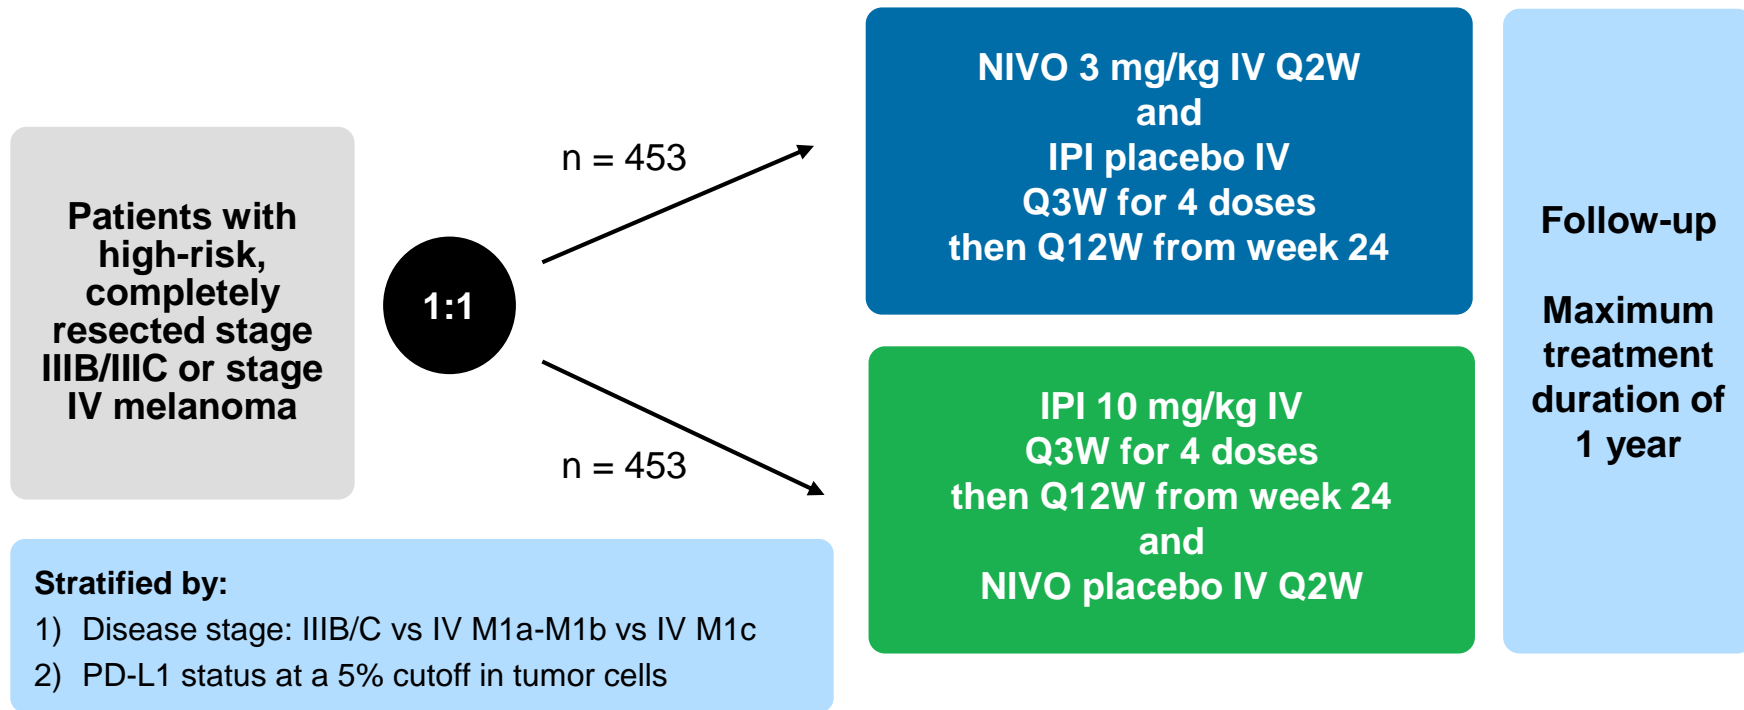 Patients with
high-risk,
completely
resected stage
IIIB/IIIC or stage
IV melanoma
1:1
n = 453
n = 453
NIVO 3 mg/kg IV Q2W
and
IPI placebo IV
Q3W for 4 doses
then Q12W from week 24
IPI 10 mg/kg IV
Q3W for 4 doses
then Q12W from week 24
and
NIVO placebo IV Q2W
Follow-up
Maximum
treatment
duration of
1 year
Stratified by:
1) Disease stage: IIIB/C vs IV M1a-M1b vs IV M1c
2) PD-L1 status at a 5% cutoff in tumor cells